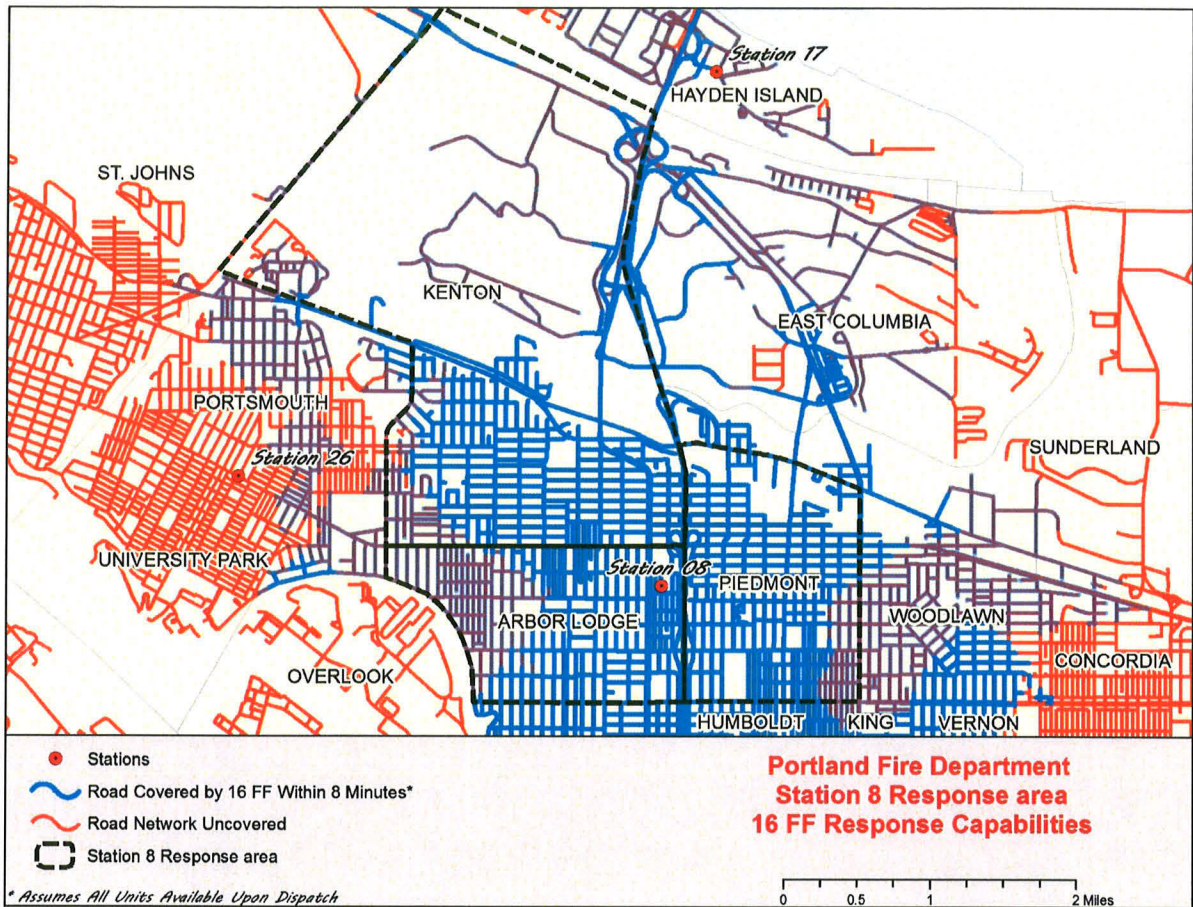 Station 17
HAYDEN ISLAND
ST. JOHNS
KENTON
EAST COLUMBIA
PORTSMOUTH
Station 26
SUNDERLAND
UNIVERSITY PARK
Station 08
PIEDMONT
ARBOR LODGE
WOODLAWN
OVERLOOK
CONCORDIA
HUMBOLDT
KING
VERNON
Stations
Road Covered by 16 FF Within 8 Minutes*
Road Network Uncovered
Station 8 Response area
* Assumes All Units Available Upon Dispatch
Portland Fire Department
Station 8 Response area
16 FF Response Capabilities
0 0.5 1 2 Miles